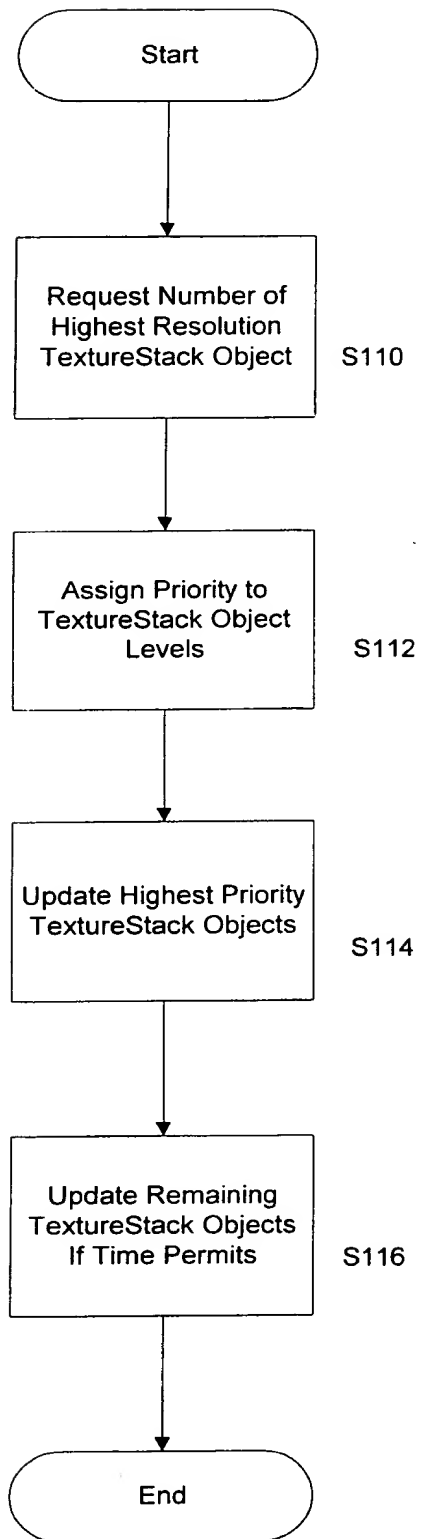 Start
Request Number of
Highest Resolution
TextureStack Object
S110
Assign Priority to
TextureStack Object
Levels
S112
Update Highest Priority
TextureStack Objects
S114
Update Remaining
TextureStack Objects
If Time Permits
S116
End